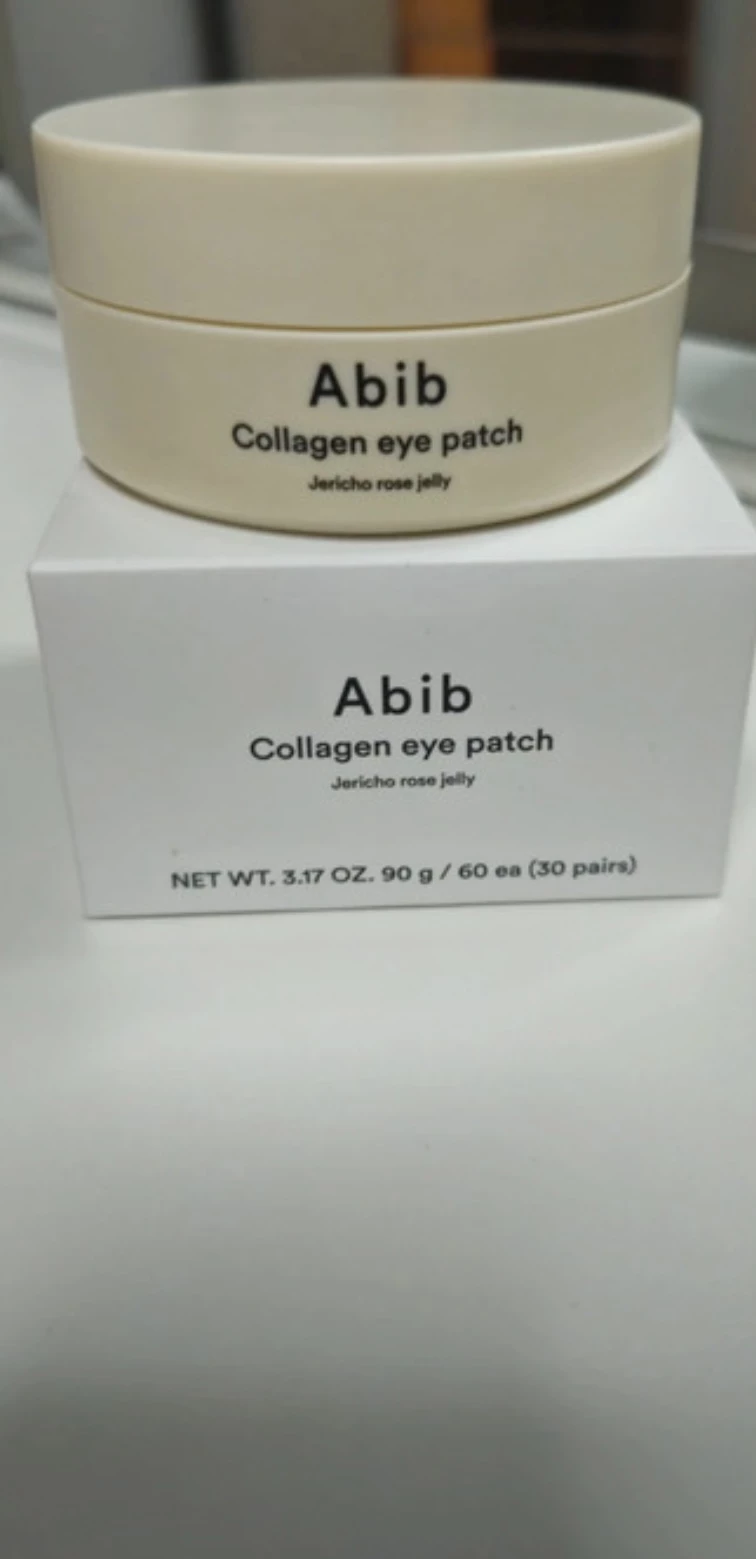 Abib
Collagen eye patch
Jericho rose jelly
Abib
Collagen eye patch
Jericho rose jelly
NET WT. 3.17 OZ. 90 g / 60 ea (30 pairs)